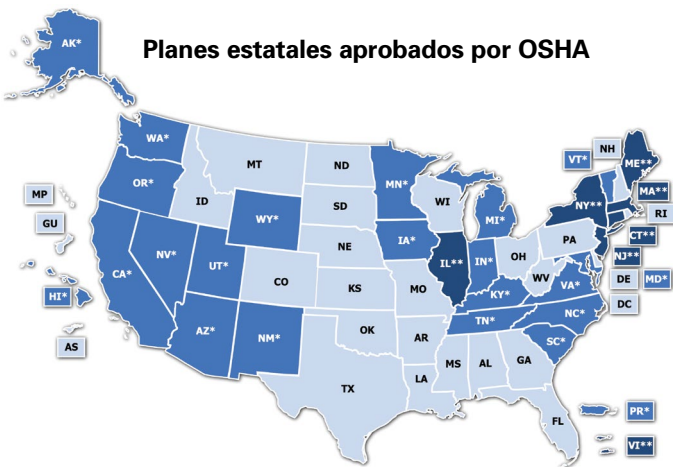 AK*
Planes estatales aprobados por OSHA
WA*
MT
ND
MN*
VT*
NH
ME**
OR*
ID
SD
WI
NY**
MA**
MP
WY*
MI*
RI
GU
NV*
NE
IA*
PA
CT**
CA*
UT*
IL**
IN*
OH
NJ**
HI*
CO
KS
MO
WV
VA*
DE
MD*
KY*
DC
AS
AZ*
NM*
OK
AR
TN*
NC*
SC*
TX
LA
MS
AL
GA
FL
PR*
VI**